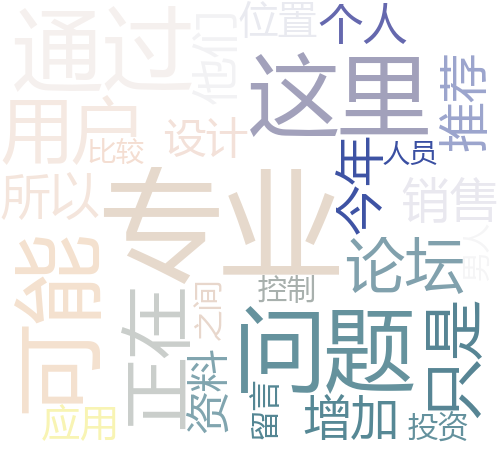 通过
他们
位置
个人
这里
推荐
用户
比较
设计
今年
人员
所以
专业
销售
男人
论坛
可能
正在
之间
控制
问题
只是
资料
留言
增加
投资
应用